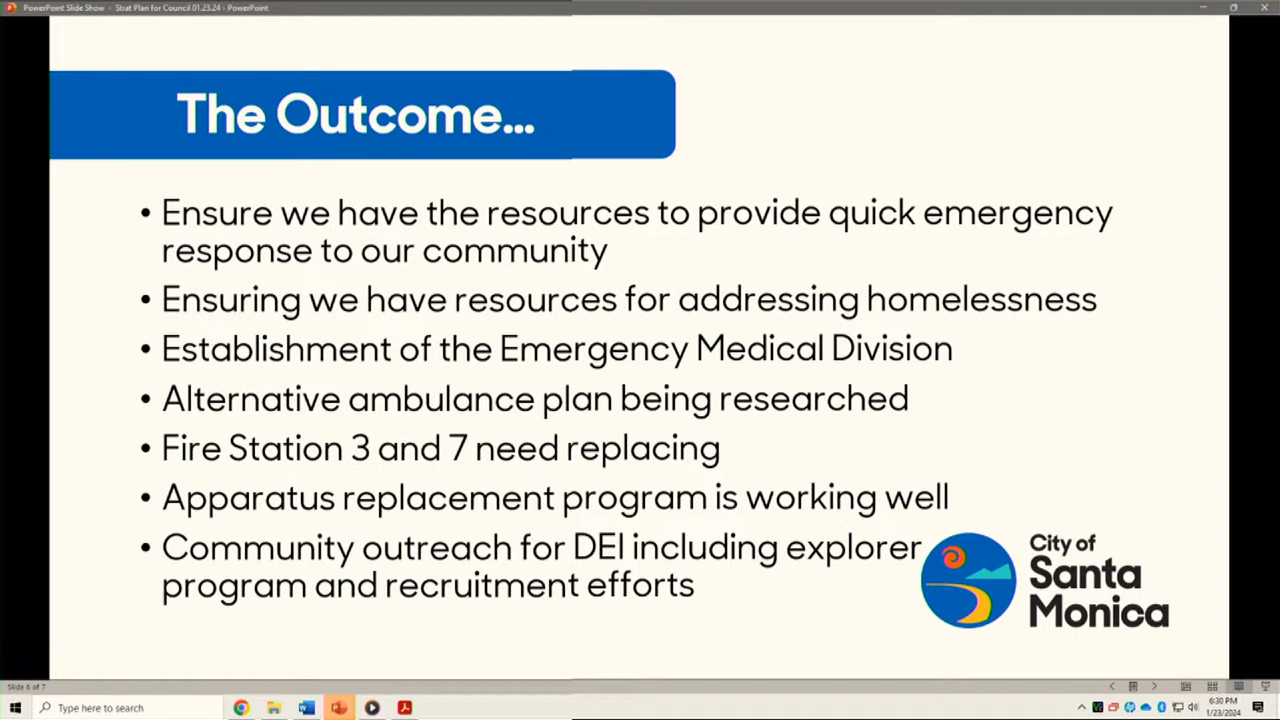 PowerPoint Slide Show - Strat Plan for Council 01.23.24 - PowerPoint
The Outcome...
• Ensure we have the resources to provide quick emergency
response to our community
• Ensuring we have resources for addressing homelessness
• Establishment of the Emergency Medical Division
• Alternative ambulance plan being researched
• Fire Station 3 and 7 need replacing
• Apparatus replacement program is working well
• Community outreach for DEI including explorer
program and recruitment efforts
City of
Santa
Monica
Slide 6 of 7
Type here to search
6:30 PM
1/23/2024